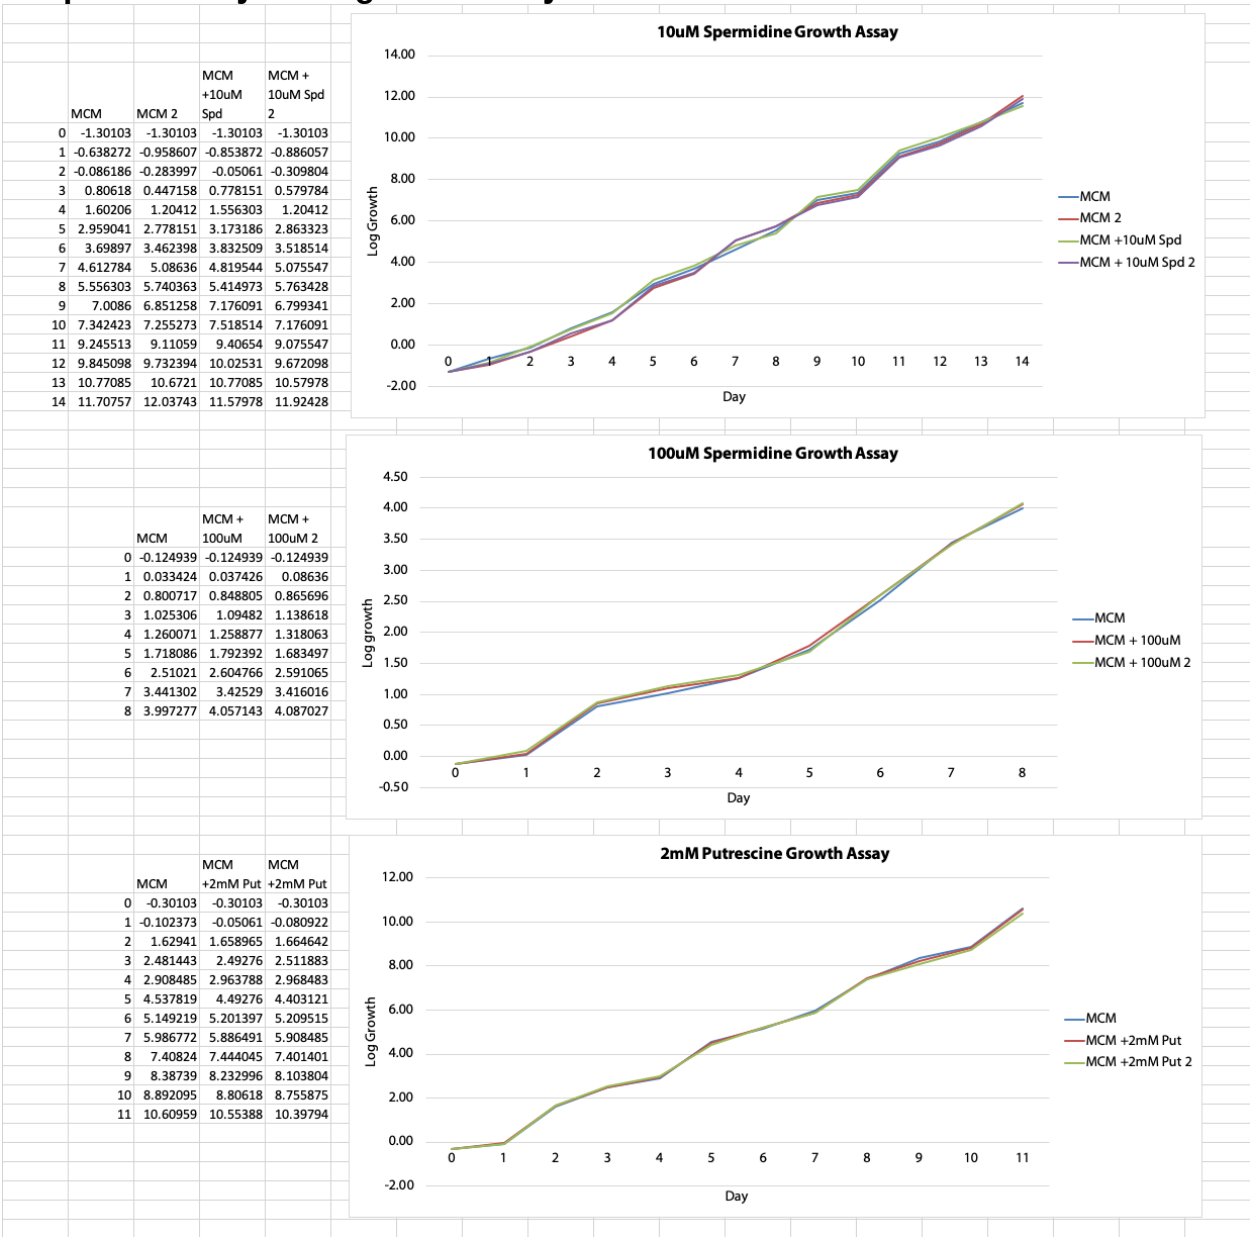 10uM Spermidine Growth Assay
MCM
MCM 2
MCM +10uM Spd
MCM + 10uM Spd 2
0 -1.30103 -1.30103 -1.30103 -1.30103
1 -0.638272 -0.958607 -0.853872 -0.886057
2 -0.086186 -0.283997 -0.05061 -0.309804
3 0.80618 0.447158 0.778151 0.579784
4 1.60206 1.20412 1.556303 1.20412
5 2.959041 2.778151 3.173186 2.863323
6 3.69897 3.462398 3.832509 3.518514
7 4.612784 5.08636 4.819544 5.075547
8 5.556303 5.740363 5.414973 5.763428
9 7.0086 6.851258 7.176091 6.799341
10 7.342423 7.255273 7.518514 7.176091
11 9.245513 9.11059 9.40654 9.075547
12 9.845098 9.732394 10.02531 9.672098
13 10.77085 10.6721 10.77085 10.57978
14 11.70757 12.03743 11.57978 11.92428
14.00
12.00
10.00
8.00
6.00
4.00
2.00
0.00
-2.00
Log Growth
0 1 2 3 4 5 6 7 8 9 10 11 12 13 14
Day
MCM
MCM 2
MCM +10uM Spd
MCM + 10uM Spd 2
100uM Spermidine Growth Assay
MCM
MCM + 100uM
MCM + 100uM 2
0 -0.124939 -0.124939 -0.124939
1 0.033424 0.037426 0.08636
2 0.800717 0.848805 0.865696
3 1.025306 1.09482 1.138618
4 1.260071 1.258877 1.318063
5 1.718086 1.792392 1.683497
6 2.51021 2.604766 2.591065
7 3.441302 3.42529 3.416016
8 3.997277 4.057143 4.087027
4.50
4.00
3.50
3.00
2.50
2.00
1.50
1.00
0.50
0.00
-0.50
Log growth
0 1 2 3 4 5 6 7 8
Day
MCM
MCM + 100uM
MCM + 100uM 2
2mM Putrescine Growth Assay
MCM
MCM +2mM Put
MCM +2mM Put
0 -0.30103 -0.30103 -0.30103
1 -0.102373 -0.05061 -0.080922
2 1.62941 1.658965 1.664642
3 2.481443 2.49276 2.511883
4 2.908485 2.963788 2.968483
5 4.537819 4.49276 4.403121
6 5.149219 5.201397 5.209515
7 5.986772 5.886491 5.908485
8 7.40824 7.444045 7.401401
9 8.38739 8.232996 8.103804
10 8.892095 8.80618 8.755875
11 10.60959 10.55388 10.39794
12.00
10.00
8.00
6.00
4.00
2.00
0.00
-2.00
Log Growth
0 1 2 3 4 5 6 7 8 9 10 11
Day
MCM
MCM +2mM Put
MCM +2mM Put 2